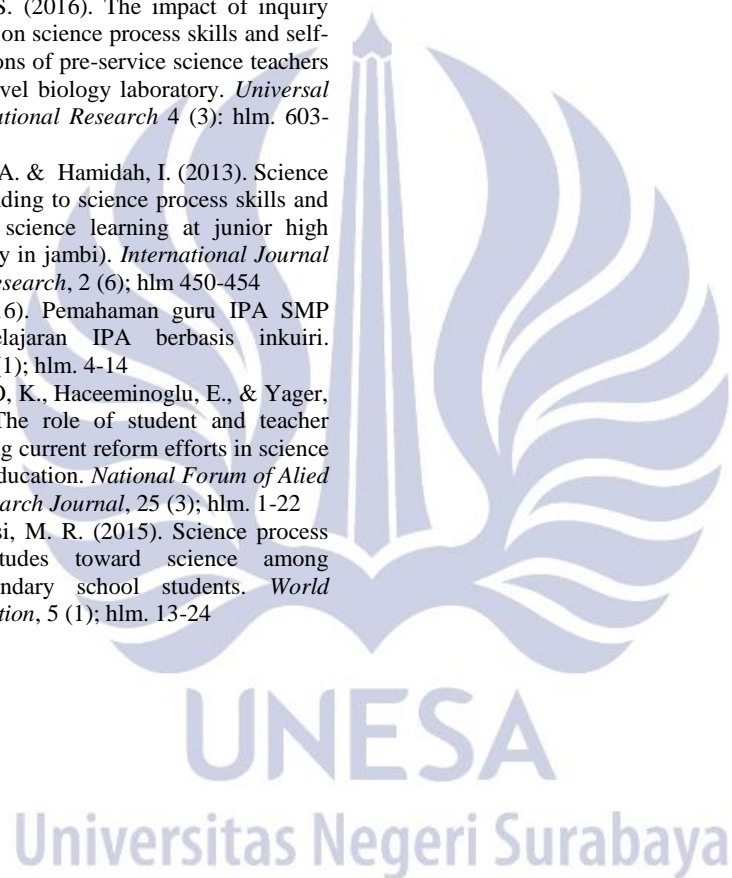 S. (2016). The impact of inquiry
on science process skills and self-
ons of pre-service science teachers
vel biology laboratory. Universal
ational Research 4 (3): hlm. 603-
A. & Hamidah, I. (2013). Science
ding to science process skills and
science learning at junior high
y in jambi). International Journal
esearch, 2 (6); hlm 450-454
16). Pemahaman guru IPA SMP
elajaran IPA berbasis inkuiri.
(1); hlm. 4-14
O, K., Haceeminoglu, E., & Yager,
The role of student and teacher
ng current reform efforts in science
ducation. National Forum of Alied
arch Journal, 25 (3); hlm. 1-22
si, M. R. (2015). Science process
tudes toward science among
ndary school students. World
tion, 5 (1); hlm. 13-24
UNESA
Universitas Negeri Surabaya